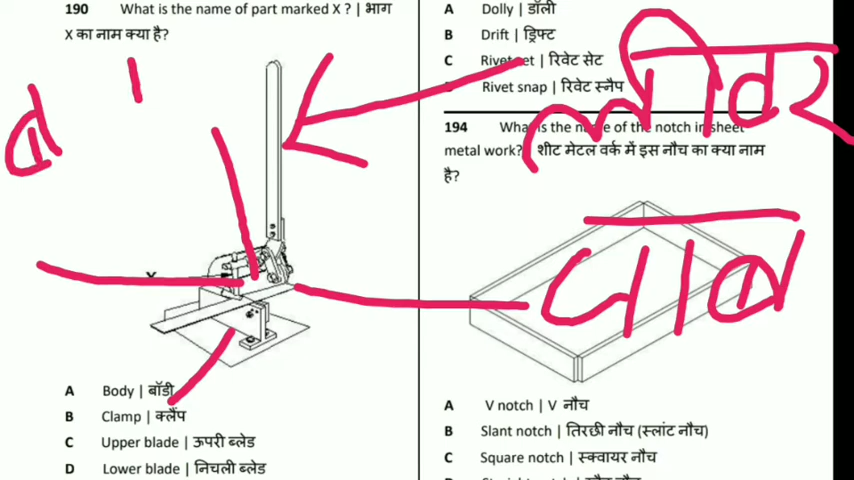 190 What is the name of part marked X ? | भाग
X का नाम क्या है?
X
A Body | बॉडी
B Clamp | क्लैंप
C Upper blade | ऊपरी ब्लेड
D Lower blade | निचली ब्लेड
A Dolly | डॉली
B Drift | ड्रिफ्ट
C Rivet set | रिवेट सेट
Rivet snap | रिवेट स्नैप
194 What is the name of the notch in sheet
metal work? | शीट मेटल वर्क में इस नौच का क्या नाम
है?
A V notch | V नौच
B Slant notch | तिरछी नौच (स्लांट नौच)
C Square notch | स्क्वायर नौच